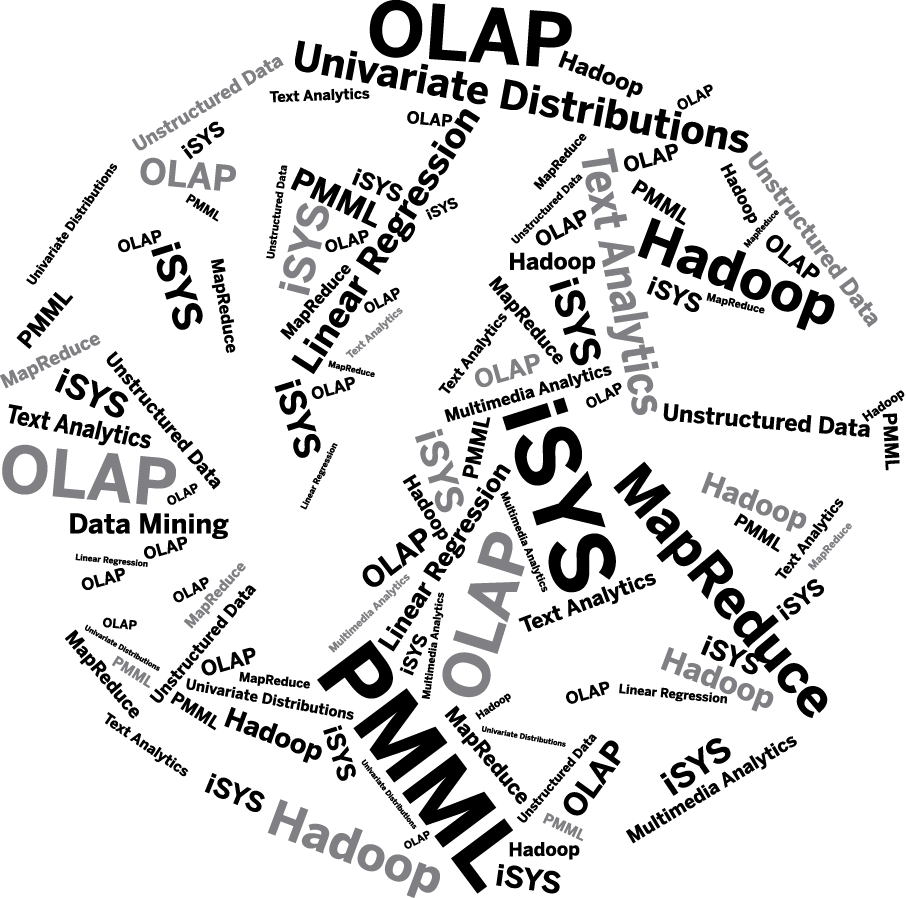 OLAP
Hadoop
Univariate Distributions
Unstructured Data
Text Analytics
OLAP
OLAP
iSYS
MapReduce
OLAP
Text Analytics
Linear Regression
OLAP
PMML
iSYS
PMML
Hadoop
Unstructured Data
Univariate Distributions
Unstructured Data
Unstructured Data
PMML
iSYS
iSYS
OLAP
MapReduce
OLAP
OLAP
iSYS
OLAP
Hadoop
Hadoop
MapReduce
MapReduce
iSYS
MapReduce
iSYS
MapReduce
OLAP
Text Analytics
iSYS
MapReduce
PMML
MapReduce
Unstructured Data
MapReduce
Text Analytics
OLAP
iSYS
iSYS
OLAP
Multimedia Analytics
OLAP
Text Analytics
Unstructured Data
Hadoop
PMML
OLAP
OLAP
Linear Regression
iSYS
PMML
iSYS
MapReduce
Hadoop
Hadoop
PMML
Text Analytics
MapReduce
Data Mining
OLAP
Linear Regression
OLAP
OLAP
MapReduce
Unstructured Data
OLAP
Linear Regression
Multimedia Analytics
Multimedia Analytics
Multimedia Analytics
OLAP
Text Analytics
iSYS
iSYS
Hadoop
OLAP
Univariate Distributions
PMML
MapReduce
OLAP
MapReduce
Univariate Distributions
PMML
Hadoop
iSYS
iSYS
PMML
Hadoop
OLAP
Linear Regression
MapReduce
Univariate Distributions
Text Analytics
Univariate Distributions
Unstructured Data
OLAP
iSYS
Multimedia Analytics
iSYS
Hadoop
OLAP
PMML
Hadoop
iSYS